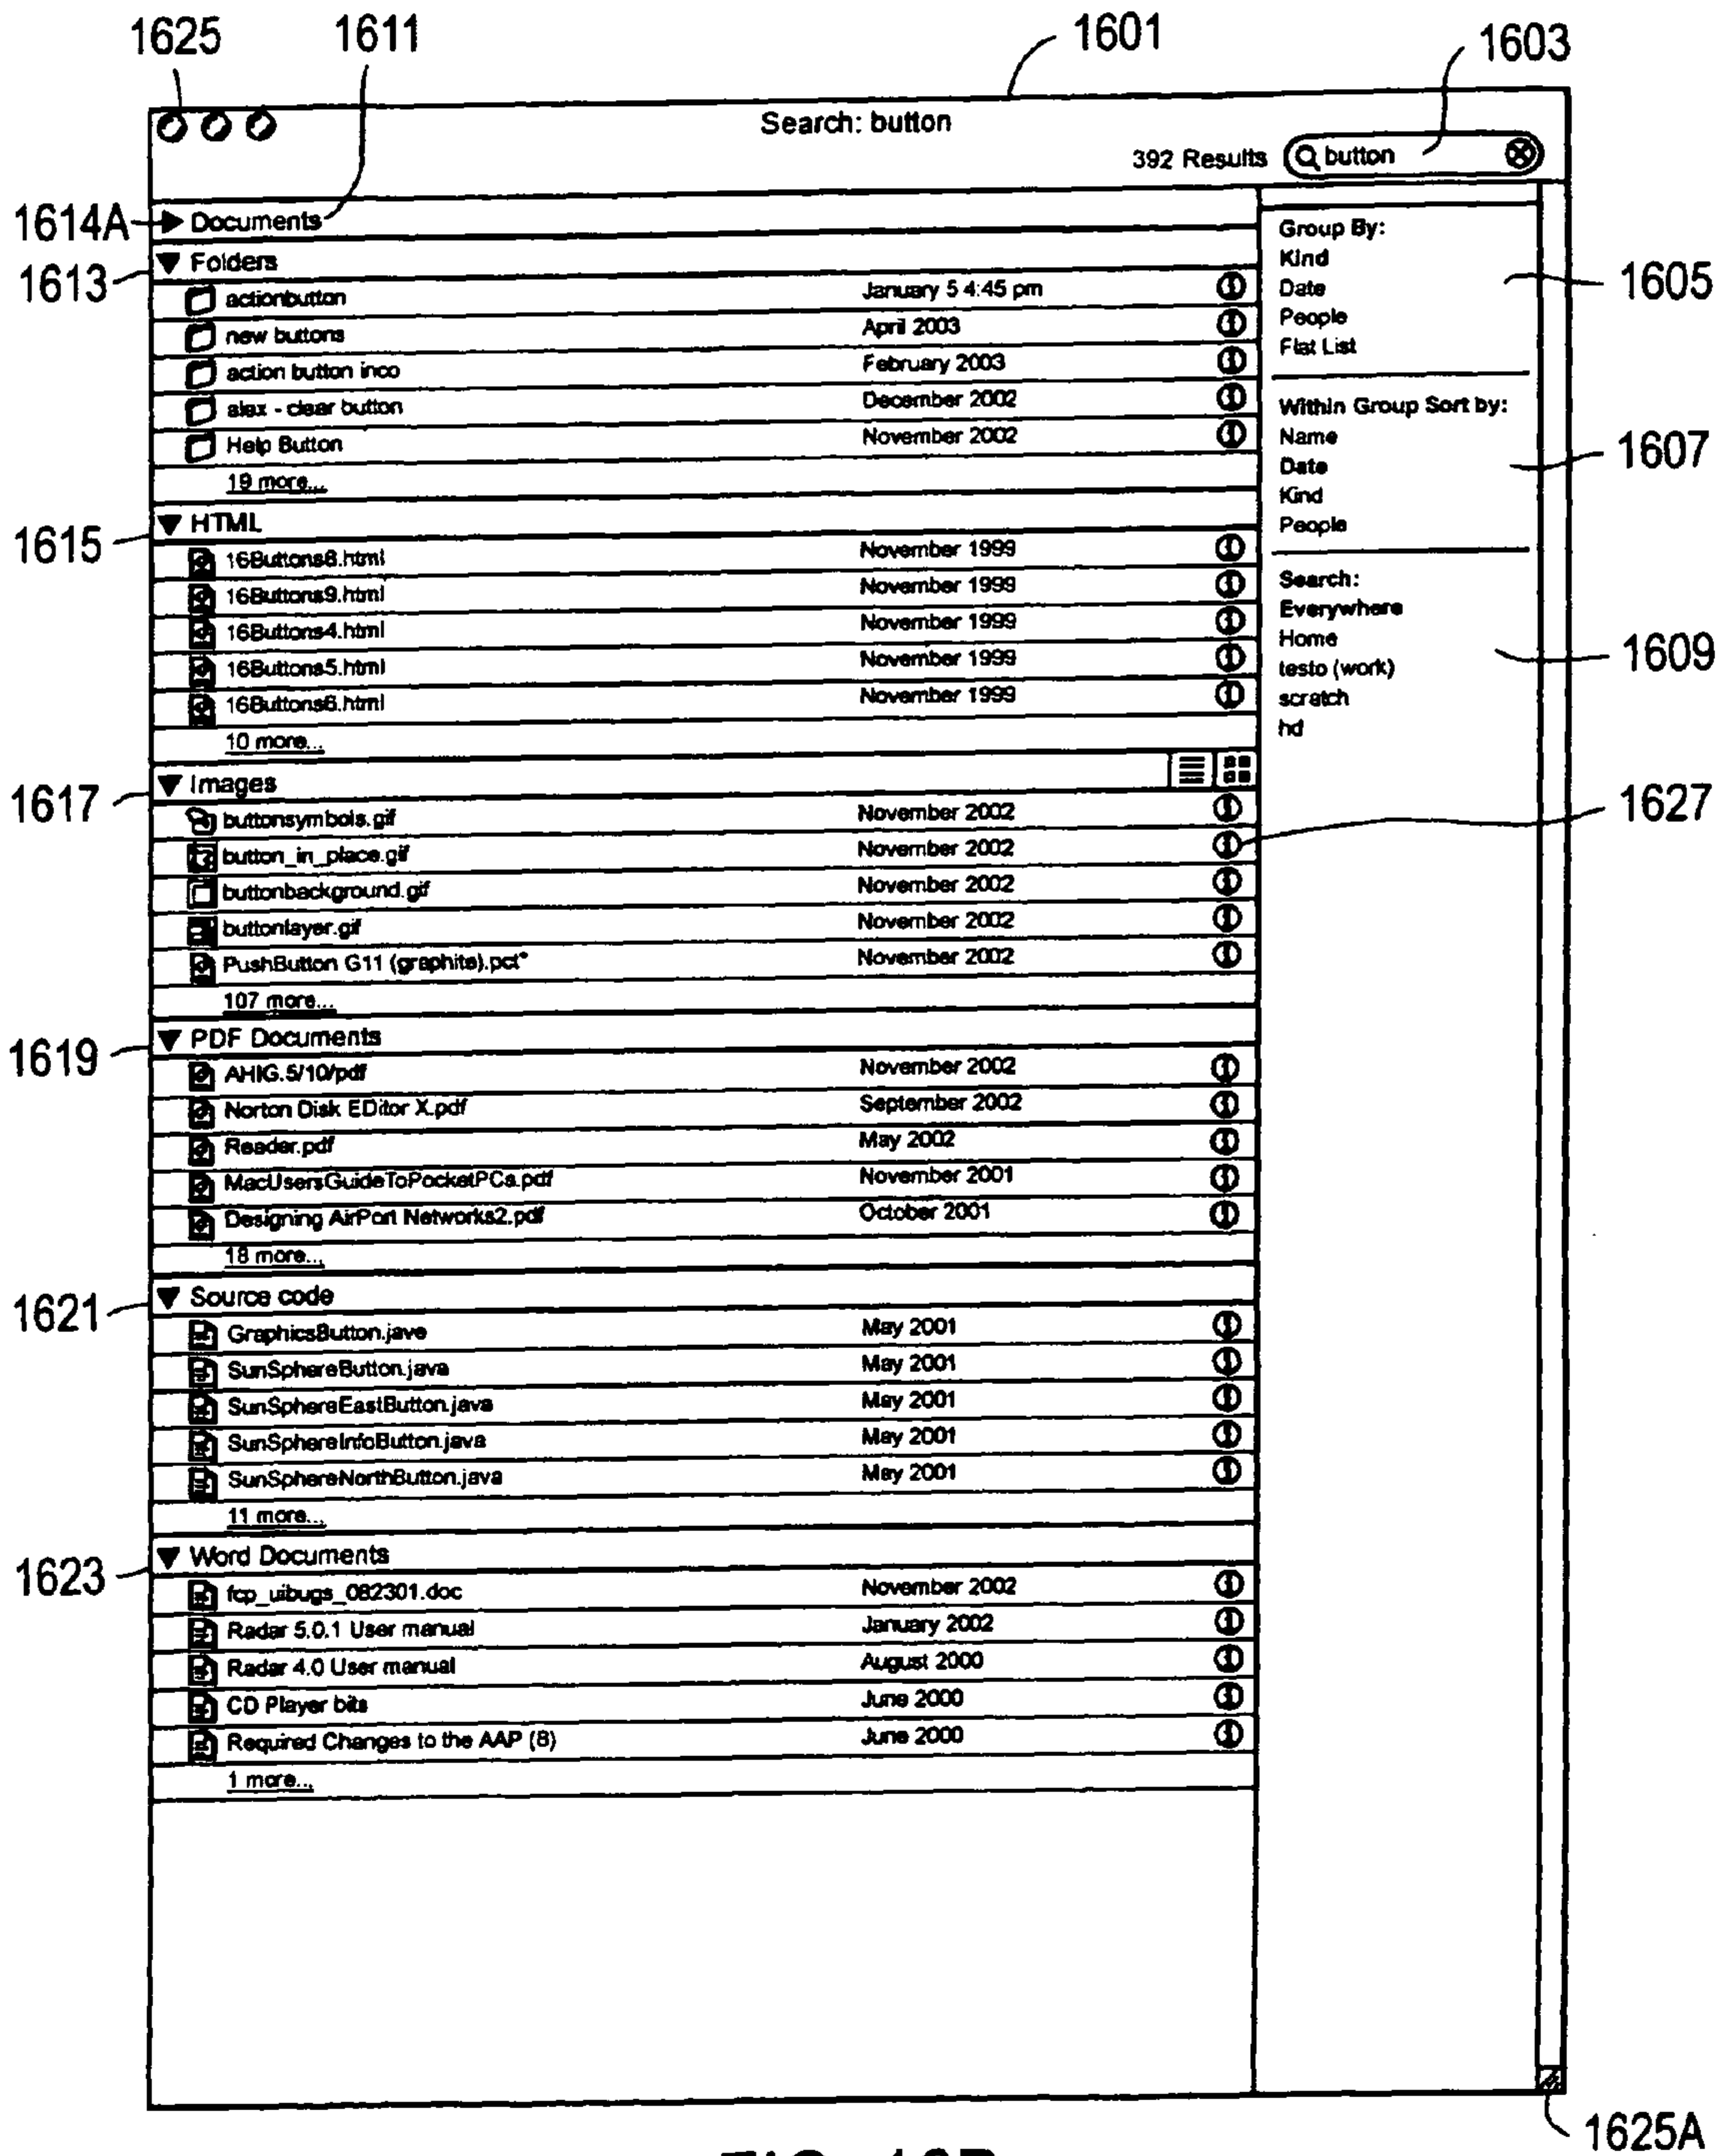 1625 1611 1601 1603
Search: button
392 Results button
1614A Documents
1613 Folders
actionbutton January 5 4:45 pm
new buttons April 2003
action button inco February 2003
alex - clear button December 2002
Help Button November 2002
19 more...
1615 HTML
16Buttons8.html November 1999
16Buttons9.html November 1999
16Buttons4.html November 1999
16Buttons5.html November 1999
16Buttons6.html November 1999
10 more...
1617 Images
buttonsymbols.gif November 2002
button_in_place.gif November 2002
buttonbackground.gif November 2002
buttonlayer.gif November 2002
PushButton G11 (graphite).pct* November 2002
107 more...
1619 PDF Documents
AHIG.5/10/pdf November 2002
Norton Disk EDitor X.pdf September 2002
Reader.pdf May 2002
MacUsersGuideToPocketPCs.pdf November 2001
Designing AirPort Networks2.pdf October 2001
18 more...
1621 Source code
GraphicsButton.jave May 2001
SunSphereButton.java May 2001
SunSphereEastButton.java May 2001
SunSphereInfoButton.java May 2001
SunSphereNorthButton.java May 2001
11 more...
1623 Word Documents
fcp_uibugs_082301.doc November 2002
Radar 5.0.1 User manual January 2002
Radar 4.0 User manual August 2000
CD Player bits June 2000
Required Changes to the AAP (8) June 2000
1 more...
Group By:
Kind
Date 1605
People
Flat List
Within Group Sort by:
Name
Date 1607
Kind
People
Search:
Everywhere
Home 1609
testo (work)
scratch
hd
1627
1625A